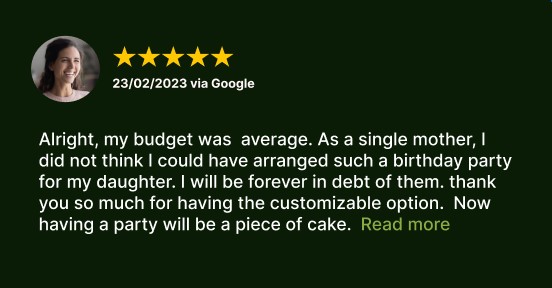 23/02/2023 via Google
Alright, my budget was  average. As a single mother, I
did not think I could have arranged such a birthday party
for my daughter. I will be forever in debt of them. thank
you so much for having the customizable option.  Now
having a party will be a piece of cake.  Read more